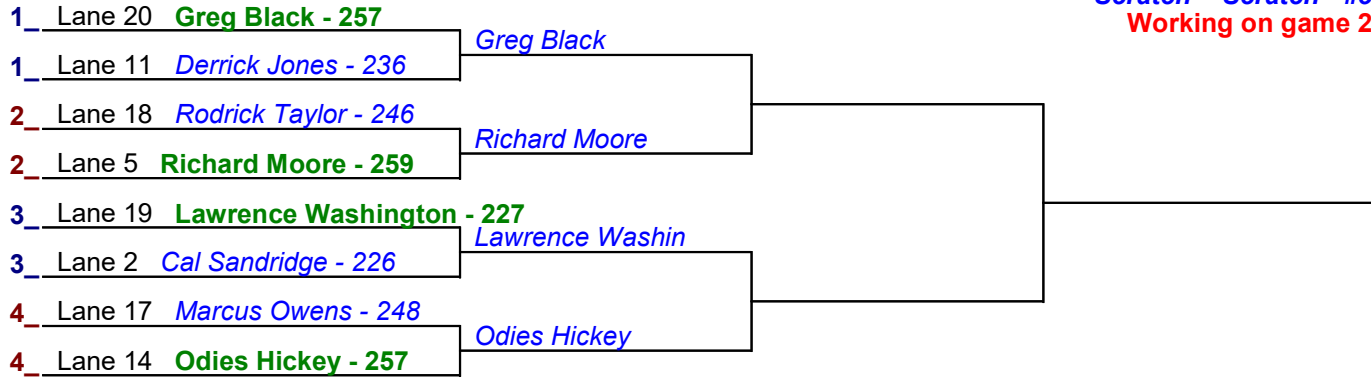 1_ Lane 20 Greg Black - 257
Greg Black
1_ Lane 11 Derrick Jones - 236
2_ Lane 18 Rodrick Taylor - 246
Richard Moore
2_ Lane 5 Richard Moore - 259
3_ Lane 19 Lawrence Washington - 227
Lawrence Washin
3_ Lane 2 Cal Sandridge - 226
4_ Lane 17 Marcus Owens - 248
Odies Hickey
4_ Lane 14 Odies Hickey - 257
Working on game 2